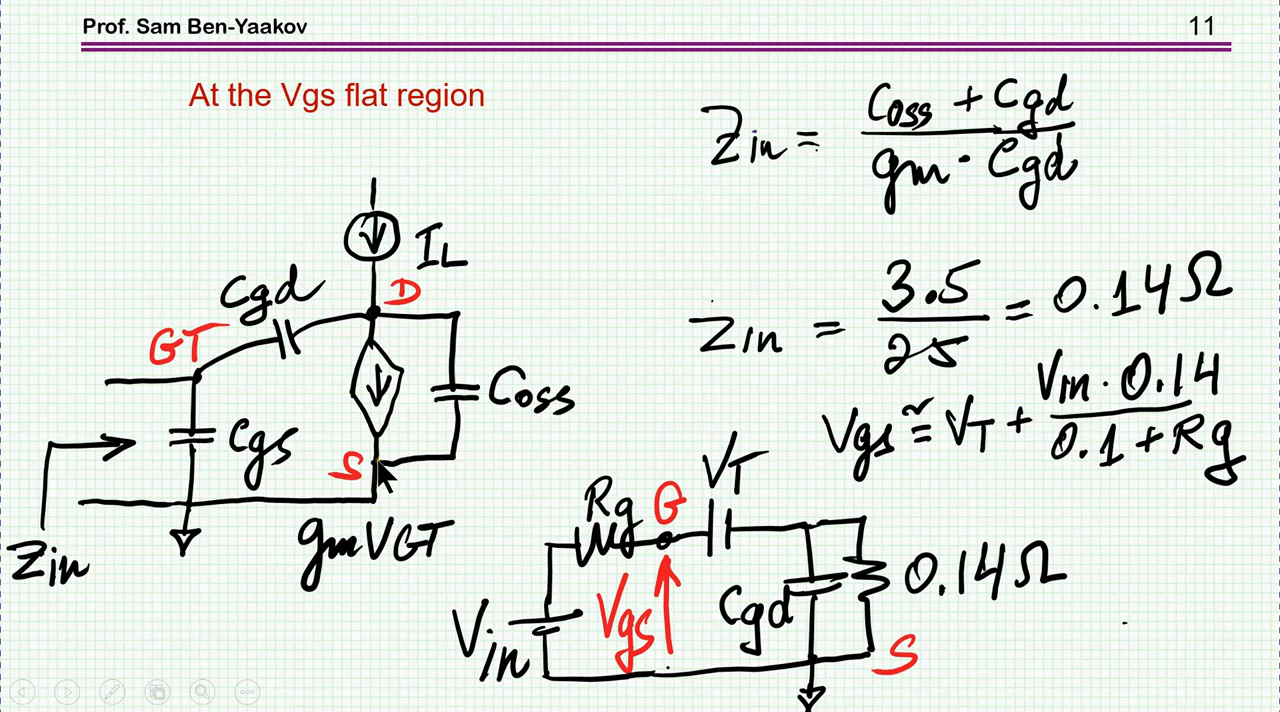 Prof. Sam Ben-Yaakov
11
At the Vgs flat region
Zin = (Coss + Cgd) / (gm · Cgd)
IL
Cgd
D
GT
Zin = 3.5 / 25 = 0.14Ω
Coss
Cgs
S
Vgs ≅ VT + (Vin · 0.14) / (0.1 + Rg)
Zin
gmVGT
Rg
G
VT
Vin
Vgs
Cgd
0.14Ω
S